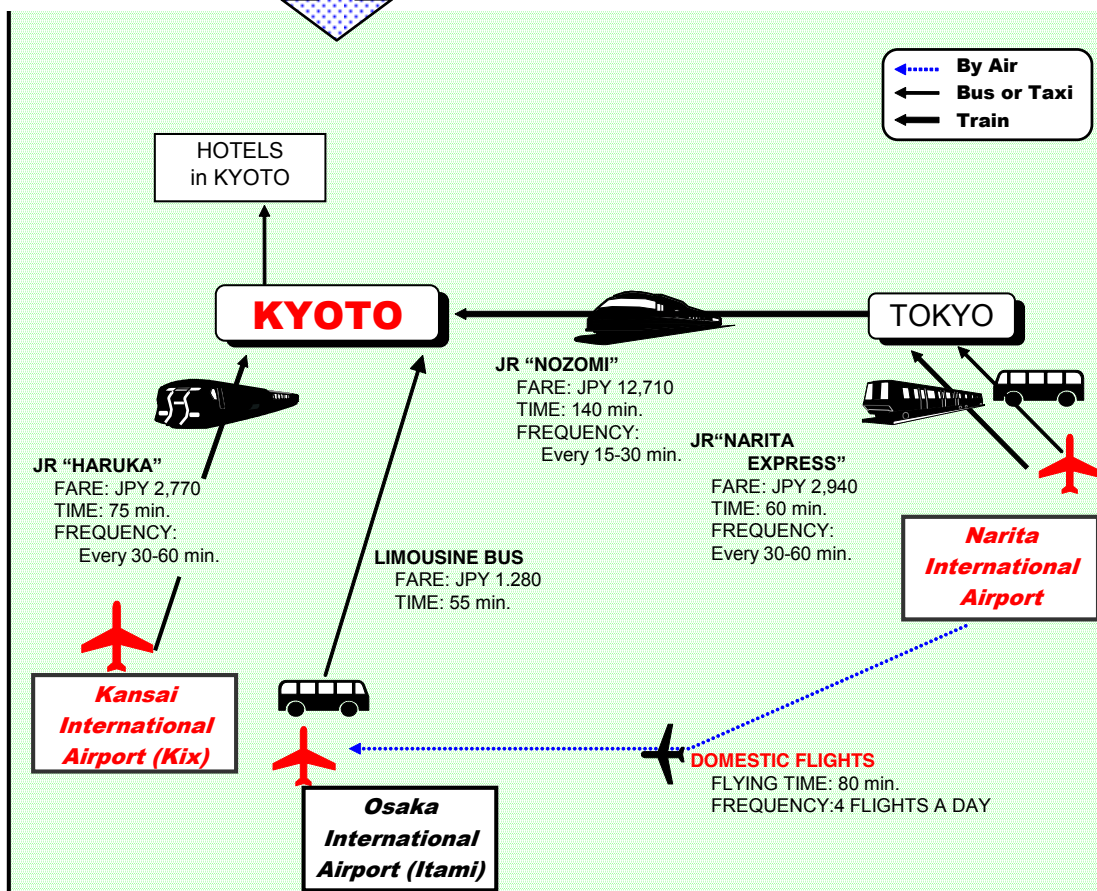 By Air
Bus or Taxi
Train
HOTELS
in KYOTO
KYOTO
TOKYO
JR “NOZOMI”
FARE: JPY 12,710
TIME: 140 min.
FREQUENCY:
Every 15-30 min.
JR“NARITA
EXPRESS”
FARE: JPY 2,940
TIME: 60 min.
FREQUENCY:
Every 30-60 min.
JR “HARUKA”
FARE: JPY 2,770
TIME: 75 min.
FREQUENCY:
Every 30-60 min.
LIMOUSINE BUS
FARE: JPY 1.280
TIME: 55 min.
Narita
International
Airport
Kansai
International
Airport (Kix)
DOMESTIC FLIGHTS
FLYING TIME: 80 min.
FREQUENCY:4 FLIGHTS A DAY
Osaka
International
Airport (Itami)